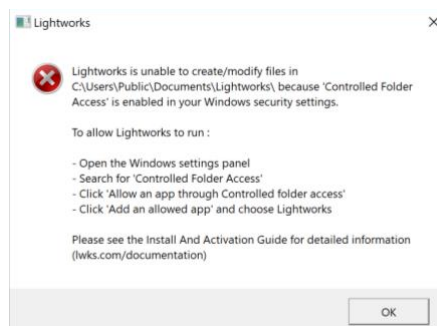 Lightworks
Lightworks is unable to create/modify files in
C:\Users\Public\Documents\Lightworks\ because 'Controlled Folder
Access' is enabled in your Windows security settings.
To allow Lightworks to run :
- Open the Windows settings panel
- Search for 'Controlled Folder Access'
- Click 'Allow an app through Controlled folder access'
- Click 'Add an allowed app' and choose Lightworks
Please see the Install And Activation Guide for detailed information
(lwks.com/documentation)
OK